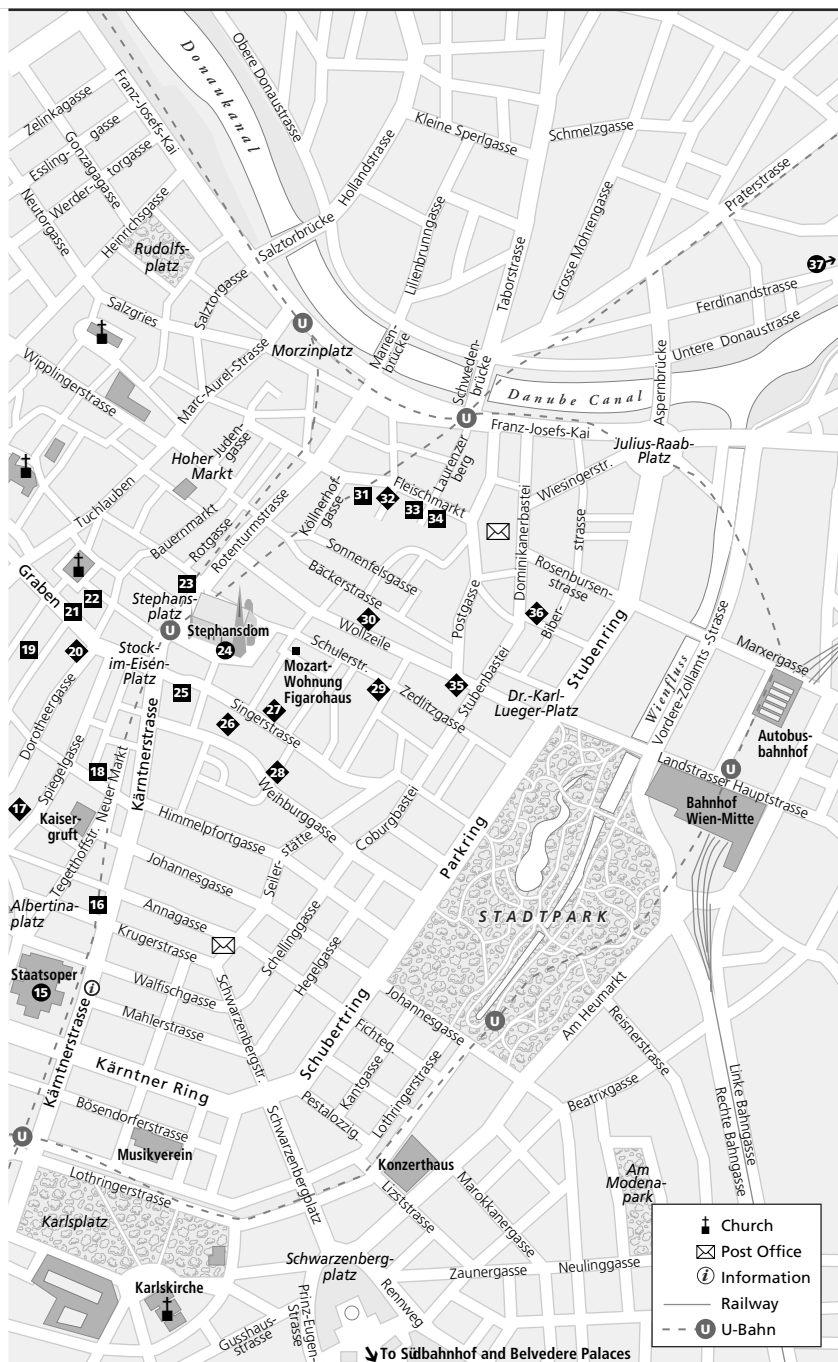 Donaukanal
Obere Donaustrasse
Franz-Josefs-Kai
Zelinkagasse
Gonzagagasse
Essling-
gasse
Werder-
torgasse
Neutorgasse
Heinrichsgasse
Rudolfs-
platz
Hollandstrasse
Kleine Sperlgasse
Schmelzgasse
Praterstrasse
Salztorbrücke
Lilienbrunngasse
Taborstrasse
Grosse Mohrengasse
37
Ferdinandstrasse
Untere Donaustrasse
Salzgries
Salztorgasse
U
Morzinplatz
Marien-
brücke
Schweden-
brücke
Aspernbrücke
Danube Canal
Wipplingerstrasse
Marc-Aurel-Strasse
U
Franz-Josefs-Kai
Julius-Raab-
Platz
Hoher
Markt
Juden-
gasse
Laurenzer
berg
Wiesingerstr.
Tuchlauben
Köllnerhof-
gasse
31
32
Fleischmarkt
33
34
Bauernmarkt
Rotgasse
Rotenturmstrasse
Dominikanerbastei
Biber-
strasse
Rosenbursen-
strasse
Sonnenfelsgasse
Bäckerstrasse
Postgasse
Graben
22
21
23
Stephans-
platz
U
Stephansdom
24
30
Wollzeile
36
Stubenring
19
20
Stock-
im-Eisen-
Platz
Mozart-
Wohnung
Figarohaus
Schulerstr.
29
Zedlitzgasse
35
Stubenbastei
Dr.-Karl-
Lueger-Platz
Wienfluss
Vordere-Zollamts-Strasse
Marxergasse
Autobus-
bahnhof
Dorotheergasse
25
26
27
Singerstrasse
28
Weinburggasse
Spiegelgasse
18
Neuer Markt
Kärntnerstrasse
17
Kaiser-
gruft
Himmelpfortgasse
Coburgbastei
Parkring
U
Landstrasser Hauptstrasse
Bahnhof
Wien-Mitte
Tegetthoffstr.
Johannesgasse
Seiler-
stätte
16
Albertina-
platz
Annagasse
Krugerstrasse
Schellinggasse
Hegelgasse
STADTPARK
Staatsoper
15
i
Walfischgasse
Mahlerstrasse
Schwarzenbergstr.
Schubertring
Johannesgasse
U
Am Heumarkt
Reisnerstrasse
Kärntnerstrasse
Kärntner Ring
Fichteg.
Kantgasse
Pestalozzig.
Lothringerstrasse
Beatrixgasse
Linke Bahngasse
Rechte Bahngasse
Bösendorferstrasse
U
Musikverein
Schwarzenbergplatz
Konzerthaus
Am
Modena-
park
Lothringerstrasse
Karlsplatz
Lizststrasse
Marokkanergasse
Schwarzenberg-
platz
Zaunergasse
Neulinggasse
Karlskirche
Gusshaus-
strasse
Prinz-Eugen-
Strasse
Rennweg
To Südbahnhof and Belvedere Palaces
Church
Post Office
i Information
Railway
U U-Bahn